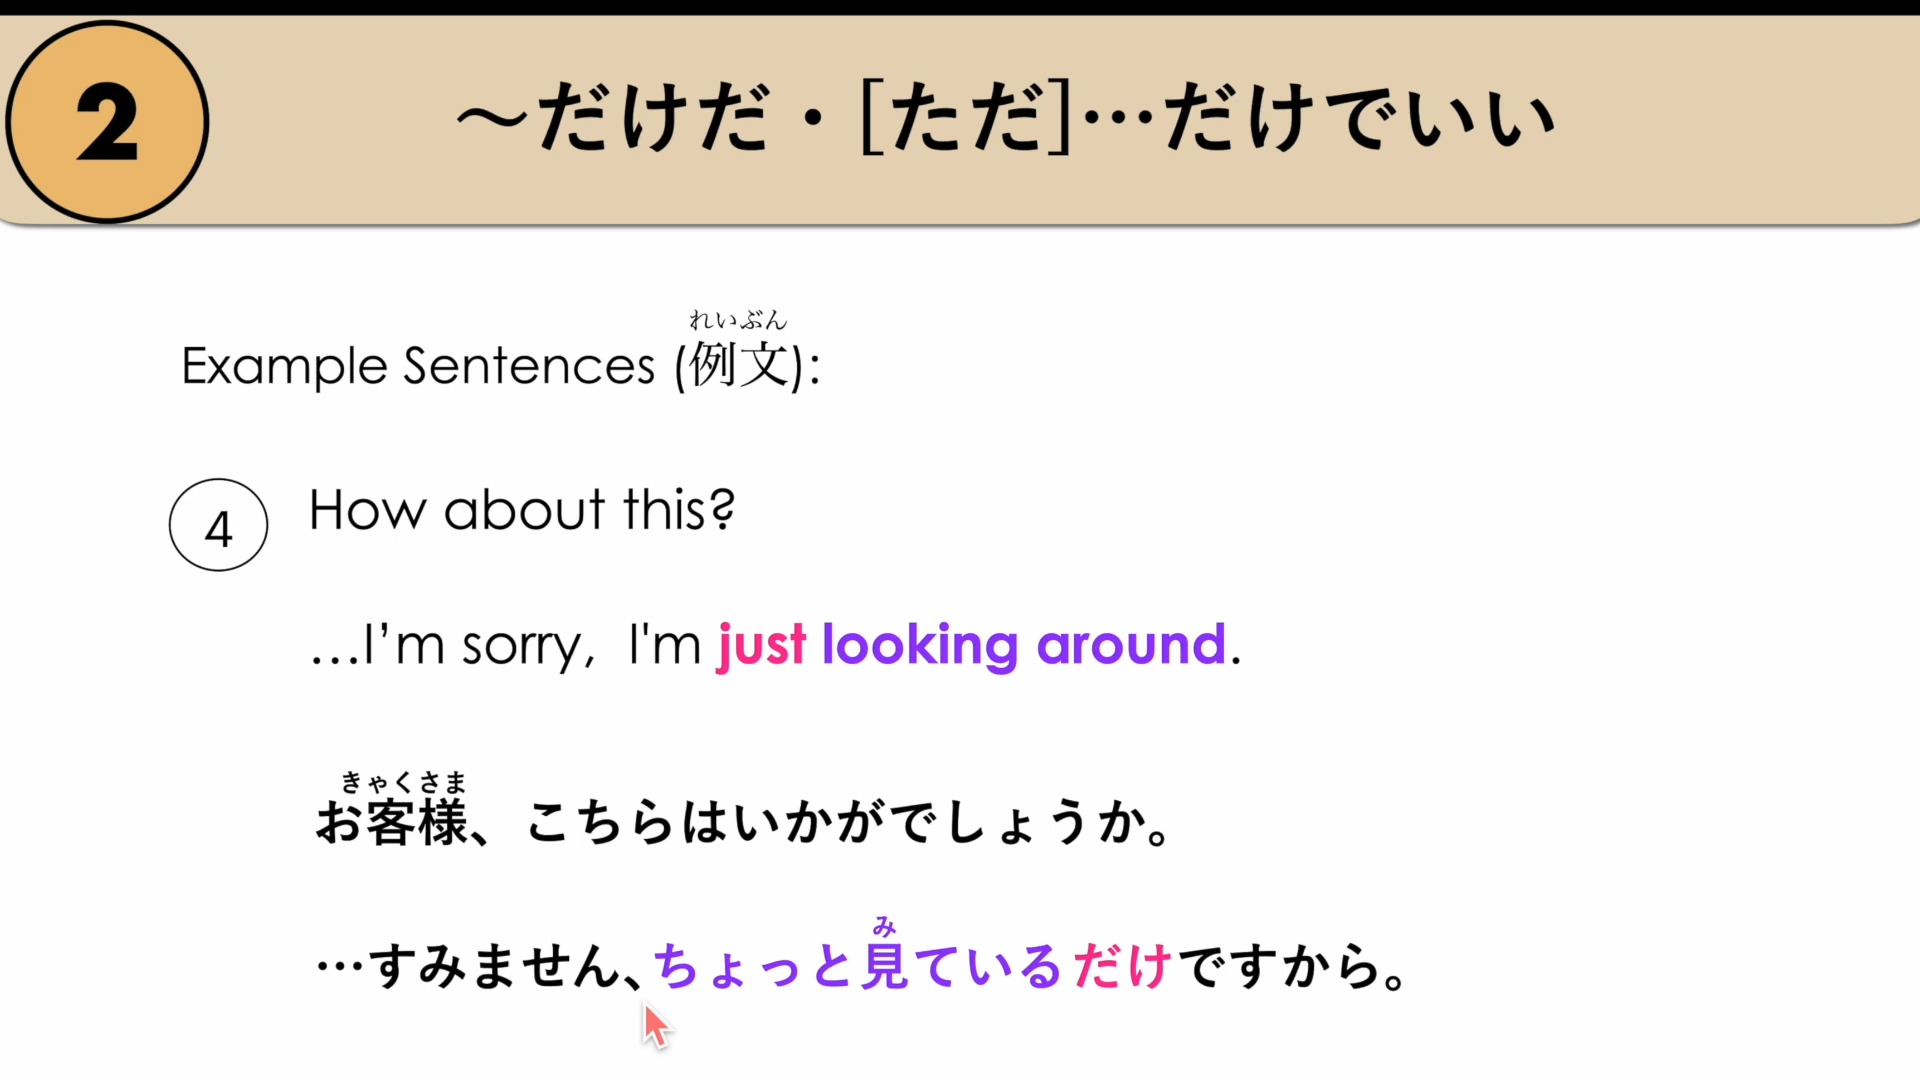 2
〜だけだ・[ただ]…だけでいい
れいぶん
Example Sentences (例文):
4
How about this?
...I’m sorry, I'm just looking around.
きゃくさま
お客様、こちらはいかがでしょうか。
み
…すみません、ちょっと見ているだけですから。